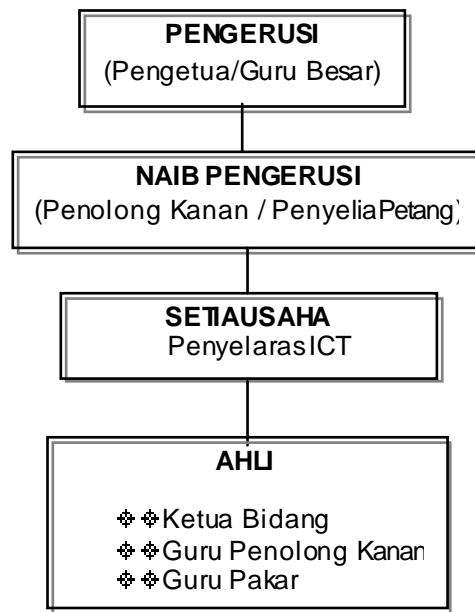 PENGERUSI
(Pengetua/Guru Besar)
NAIB PENGERUSI
(Penolong Kanan / PenyeliaPetang)
SETIAUSAHA
PenyelarasICT
AHLI
Ketua Bidang
Guru Penolong Kanan
Guru Pakar